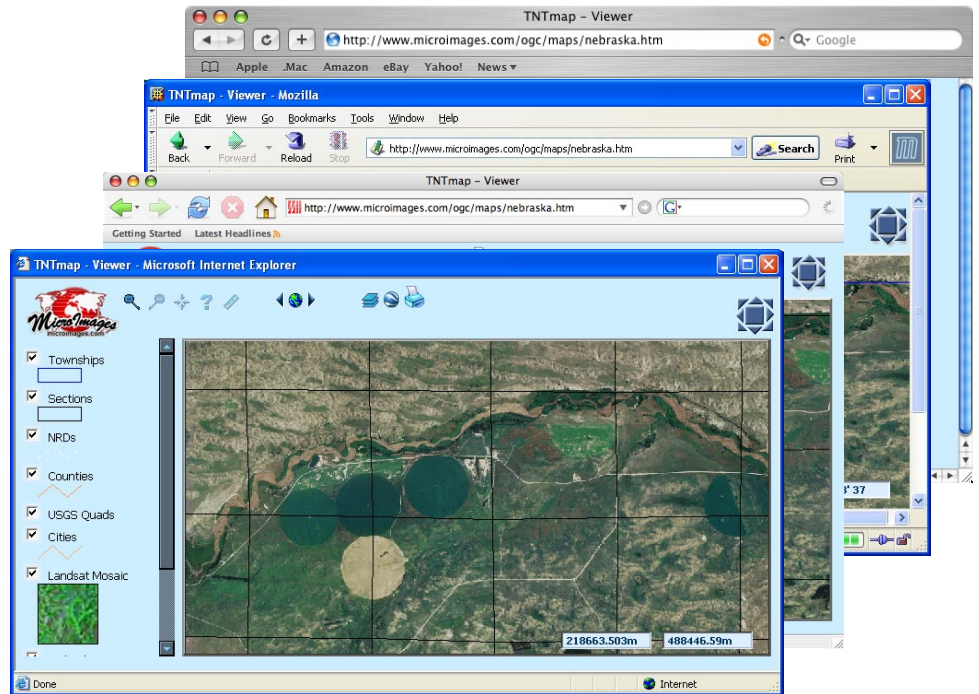 TNTmap - Viewer
http://www.microimages.com/ogc/maps/nebraska.htm
Google
Apple .Mac Amazon eBay Yahoo! News
TNTmap - Viewer - Mozilla
File Edit View Go Bookmarks Tools Window Help
Back Forward Reload Stop http://www.microimages.com/ogc/maps/nebraska.htm Search Print
TNTmap - Viewer
http://www.microimages.com/ogc/maps/nebraska.htm
G
Getting Started Latest Headlines
TNTmap - Viewer - Microsoft Internet Explorer
MicroImages
microimages.com
Townships
Sections
NRDs
Counties
USGS Quads
Cities
Landsat Mosaic
218663.503m 488446.59m
' 37
Done
Internet